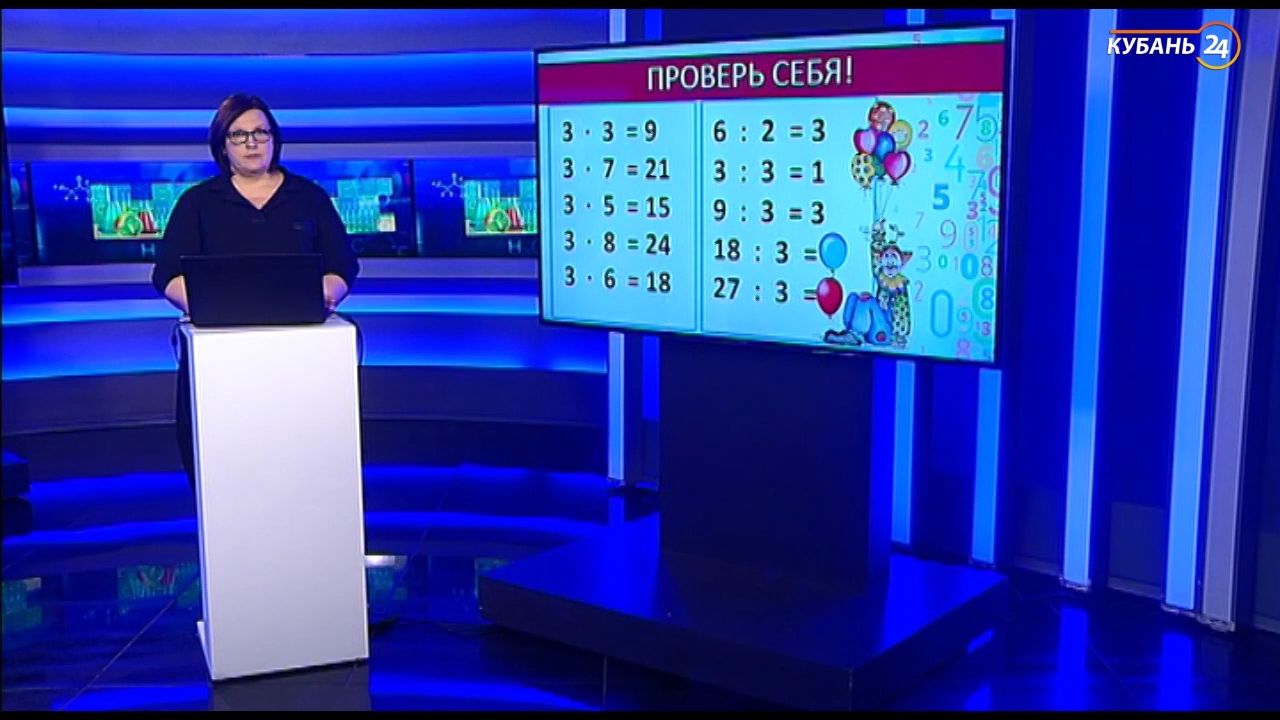 КУБАНЬ 24
ПРОВЕРЬ СЕБЯ!
3 · 3 = 9
3 · 7 = 21
3 · 5 = 15
3 · 8 = 24
3 · 6 = 18
6 : 2 = 3
3 : 3 = 1
9 : 3 = 3
18 : 3 =
27 : 3 =